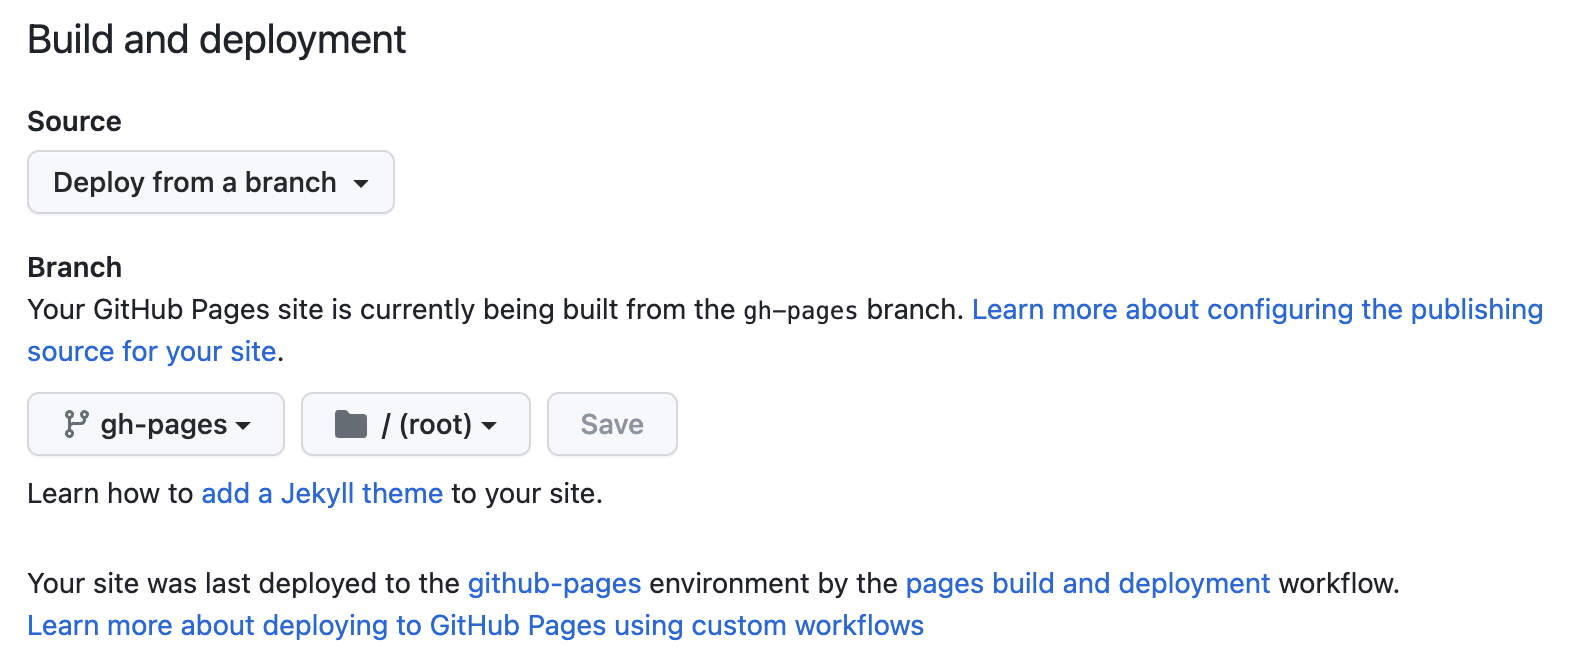 Build and deployment
Source
Deploy from a branch
Branch
Your GitHub Pages site is currently being built from the gh-pages branch. Learn more about configuring the publishing
source for your site.
gh-pages / (root) Save
Learn how to add a Jekyll theme to your site.
Your site was last deployed to the github-pages environment by the pages build and deployment workflow.
Learn more about deploying to GitHub Pages using custom workflows